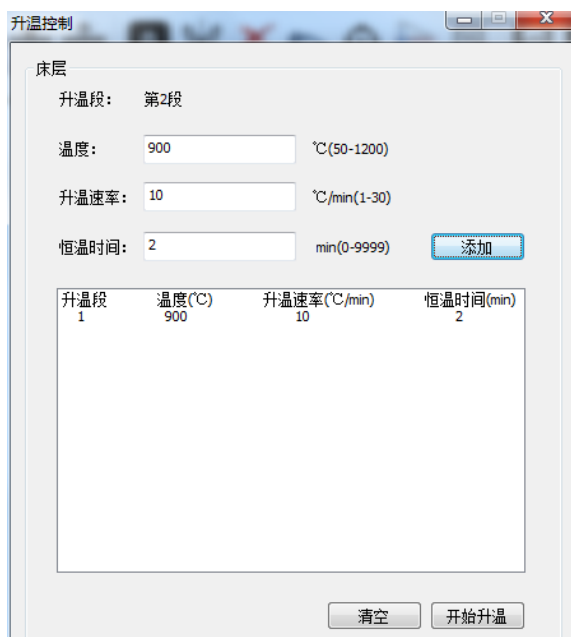 升温控制
床层
升温段： 第2段
温度： 900 ℃(50-1200)
升温速率： 10 ℃/min(1-30)
恒温时间： 2 min(0-9999) 添加
升温段 温度(℃) 升温速率(℃/min) 恒温时间(min)
1 900 10 2
清空 开始升温